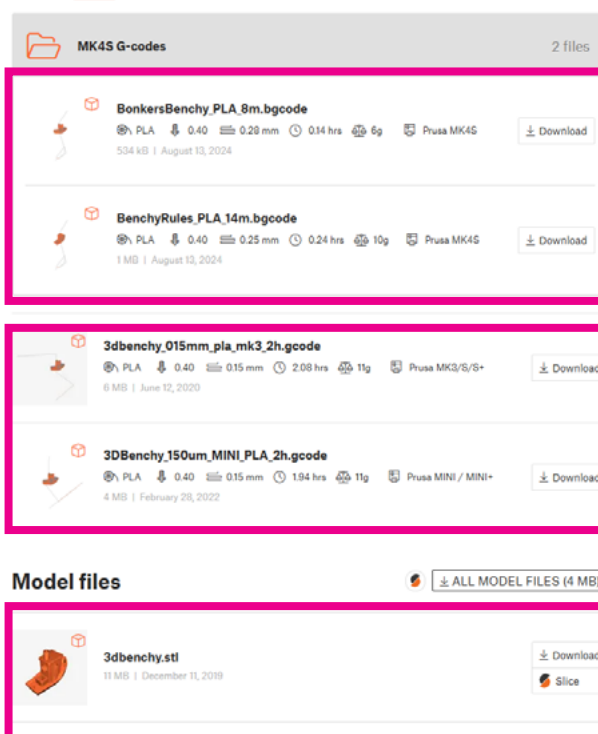 MK4S G-codes 2 files
BonkersBenchy_PLA_8m.bgcode
PLA 0.40 0.28 mm 0.14 hrs 6g Prusa MK4S Download
534 kB | August 13, 2024
BenchyRules_PLA_14m.bgcode
PLA 0.40 0.25 mm 0.24 hrs 10g Prusa MK4S Download
1 MB | August 13, 2024
3dbenchy_015mm_pla_mk3_2h.gcode
PLA 0.40 0.15 mm 2.08 hrs 11g Prusa MK3/S/S+ Download
6 MB | June 12, 2020
3DBenchy_150um_MINI_PLA_2h.gcode
PLA 0.40 0.15 mm 1.94 hrs 11g Prusa MINI / MINI+ Download
4 MB | February 28, 2022
Model files ALL MODEL FILES (4 MB)
3dbenchy.stl Download
11 MB | December 11, 2019
Slice